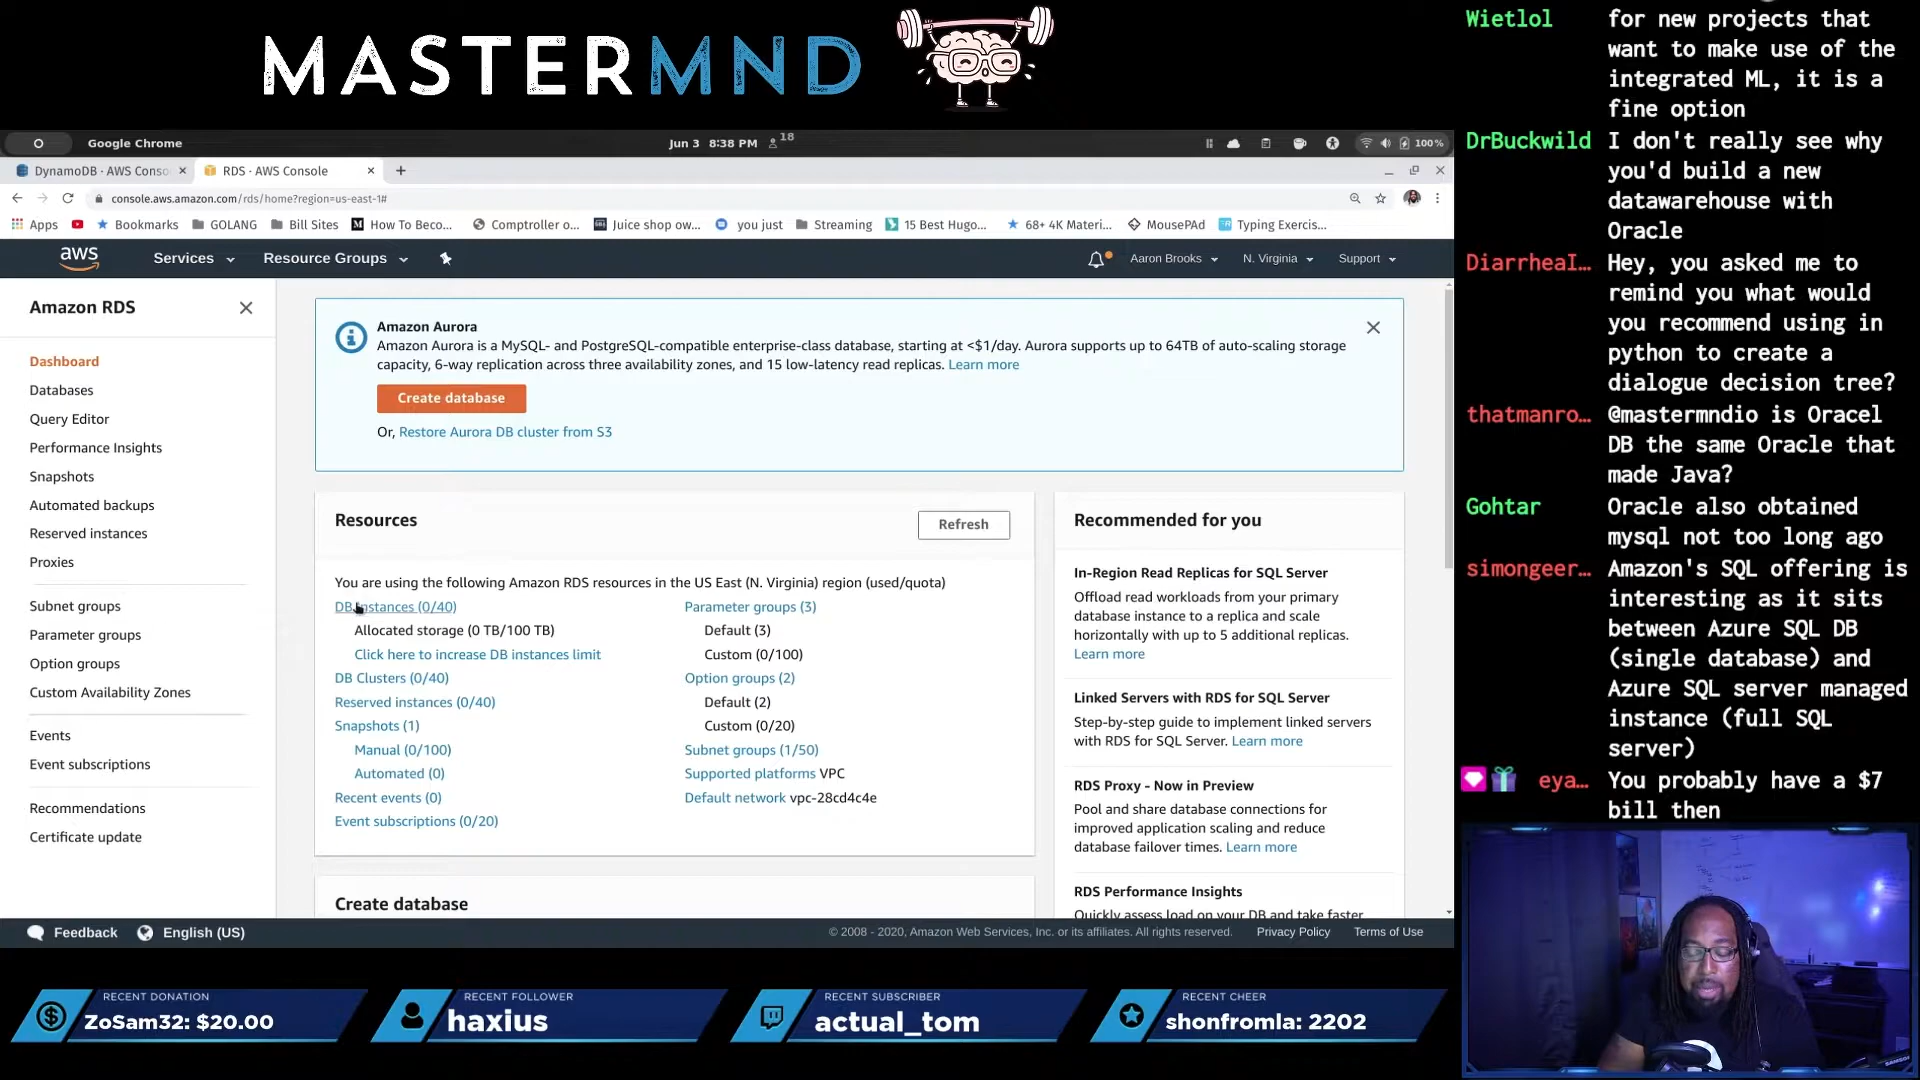 MASTERMND
Google Chrome
Jun 3 8:38 PM
18
100%
DynamoDB · AWS Conso
RDS · AWS Console
console.aws.amazon.com/rds/home?region=us-east-1#
Apps
Bookmarks
GOLANG
Bill Sites
How To Beco...
Comptroller o...
Juice shop ow...
you just
Streaming
15 Best Hugo...
68+ 4K Materi...
MousePAd
Typing Exercis...
aws
Services
Resource Groups
Aaron Brooks
N. Virginia
Support
Amazon RDS
Dashboard
Databases
Query Editor
Performance Insights
Snapshots
Automated backups
Reserved instances
Proxies
Subnet groups
Parameter groups
Option groups
Custom Availability Zones
Events
Event subscriptions
Recommendations
Certificate update
Amazon Aurora
Amazon Aurora is a MySQL- and PostgreSQL-compatible enterprise-class database, starting at <$1/day. Aurora supports up to 64TB of auto-scaling storage
capacity, 6-way replication across three availability zones, and 15 low-latency read replicas. Learn more
Create database
Or, Restore Aurora DB cluster from S3
Resources
Refresh
You are using the following Amazon RDS resources in the US East (N. Virginia) region (used/quota)
DB Instances (0/40)
Allocated storage (0 TB/100 TB)
Click here to increase DB instances limit
DB Clusters (0/40)
Reserved instances (0/40)
Snapshots (1)
Manual (0/100)
Automated (0)
Recent events (0)
Event subscriptions (0/20)
Parameter groups (3)
Default (3)
Custom (0/100)
Option groups (2)
Default (2)
Custom (0/20)
Subnet groups (1/50)
Supported platforms VPC
Default network vpc-28cd4c4e
Create database
Recommended for you
In-Region Read Replicas for SQL Server
Offload read workloads from your primary
database instance to a replica and scale
horizontally with up to 5 additional replicas.
Learn more
Linked Servers with RDS for SQL Server
Step-by-step guide to implement linked servers
with RDS for SQL Server. Learn more
RDS Proxy - Now in Preview
Pool and share database connections for
improved application scaling and reduce
database failover times. Learn more
RDS Performance Insights
Quickly assess load on your DB and take faster
Feedback
English (US)
© 2008 - 2020, Amazon Web Services, Inc. or its affiliates. All rights reserved.
Privacy Policy
Terms of Use
Wietlol for new projects that
want to make use of the
integrated ML, it is a
fine option
DrBuckwild I don't really see why
you'd build a new
datawarehouse with
Oracle
DiarrheaI… Hey, you asked me to
remind you what would
you recommend using in
python to create a
dialogue decision tree?
thatmanro… @mastermndio is Oracel
DB the same Oracle that
made Java?
Gohtar Oracle also obtained
mysql not too long ago
simongeer… Amazon's SQL offering is
interesting as it sits
between Azure SQL DB
(single database) and
Azure SQL server managed
instance (full SQL
server)
eya… You probably have a $7
bill then
RECENT DONATION
ZoSam32: $20.00
RECENT FOLLOWER
haxius
RECENT SUBSCRIBER
actual_tom
RECENT CHEER
shonfromla: 2202
SAMSON